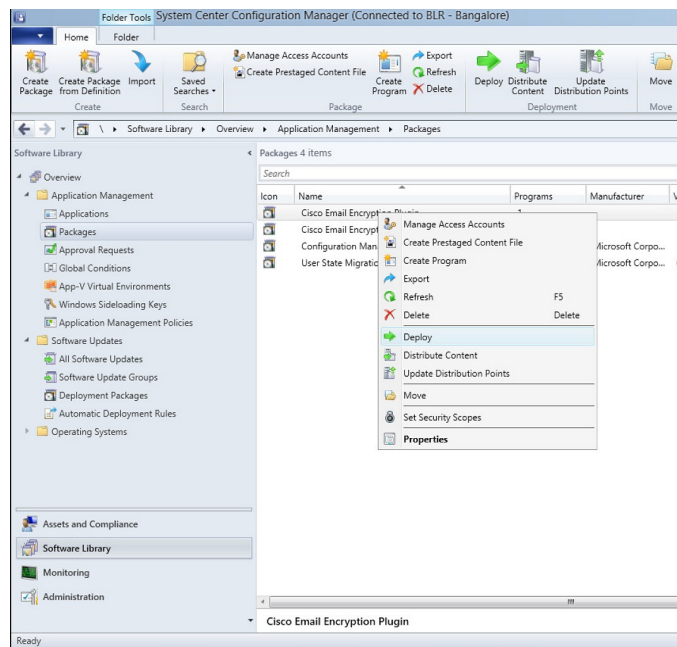 Folder Tools System Center Configuration Manager (Connected to BLR - Bangalore)
Home Folder
Create Package
Create Package from Definition
Import
Saved Searches
Manage Access Accounts
Create Prestaged Content File
Create Program
Export
Refresh
Delete
Deploy
Distribute Content
Update Distribution Points
Move
Create Search Package Deployment Move
\ Software Library Overview Application Management Packages
Software Library
Overview
Application Management
Applications
Packages
Approval Requests
Global Conditions
App-V Virtual Environments
Windows Sideloading Keys
Application Management Policies
Software Updates
All Software Updates
Software Update Groups
Deployment Packages
Automatic Deployment Rules
Operating Systems
Assets and Compliance
Software Library
Monitoring
Administration
Packages 4 items
Search
Icon Name Programs Manufacturer
Cisco Email Encryption Plugin 1
Cisco Email Encrypt
Configuration Man Microsoft Corpo...
User State Migratic Microsoft Corpo...
Manage Access Accounts
Create Prestaged Content File
Create Program
Export
Refresh F5
Delete Delete
Deploy
Distribute Content
Update Distribution Points
Move
Set Security Scopes
Properties
Cisco Email Encryption Plugin
Ready